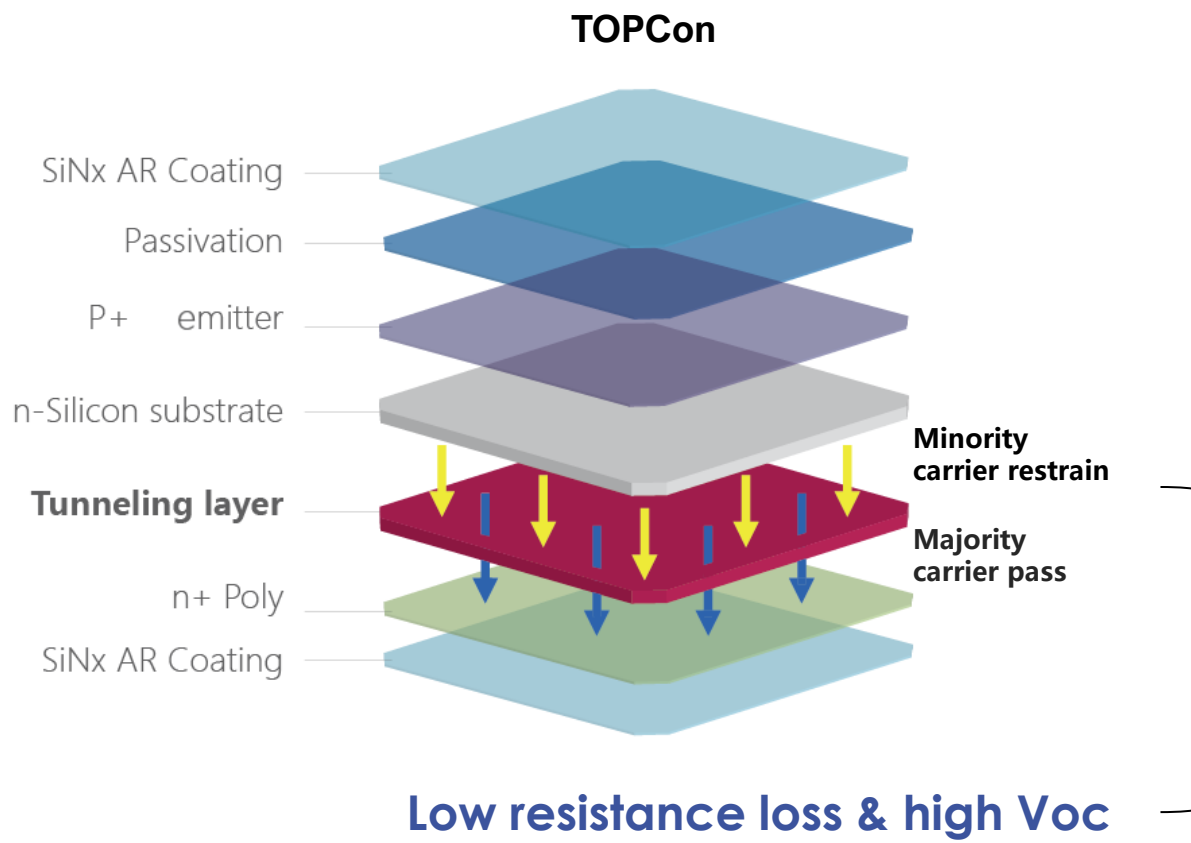 TOPCon
SiNx AR Coating
Passivation
P+ emitter
n-Silicon substrate
Minority
carrier restrain
Tunneling layer
Majority
carrier pass
n+ Poly
SiNx AR Coating
Low resistance loss & high Voc